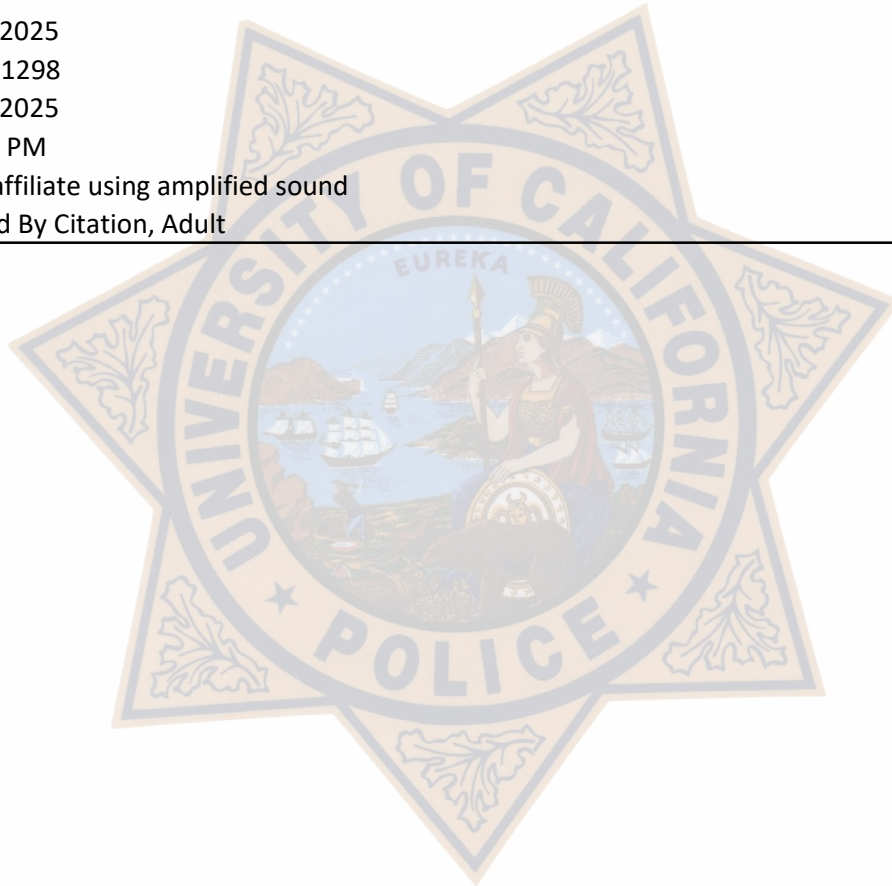 2025
1298
2025
PM
affiliate using amplified sound
d By Citation, Adult
UNIVERSITY OF CALIFORNIA
EUREKA
POLICE